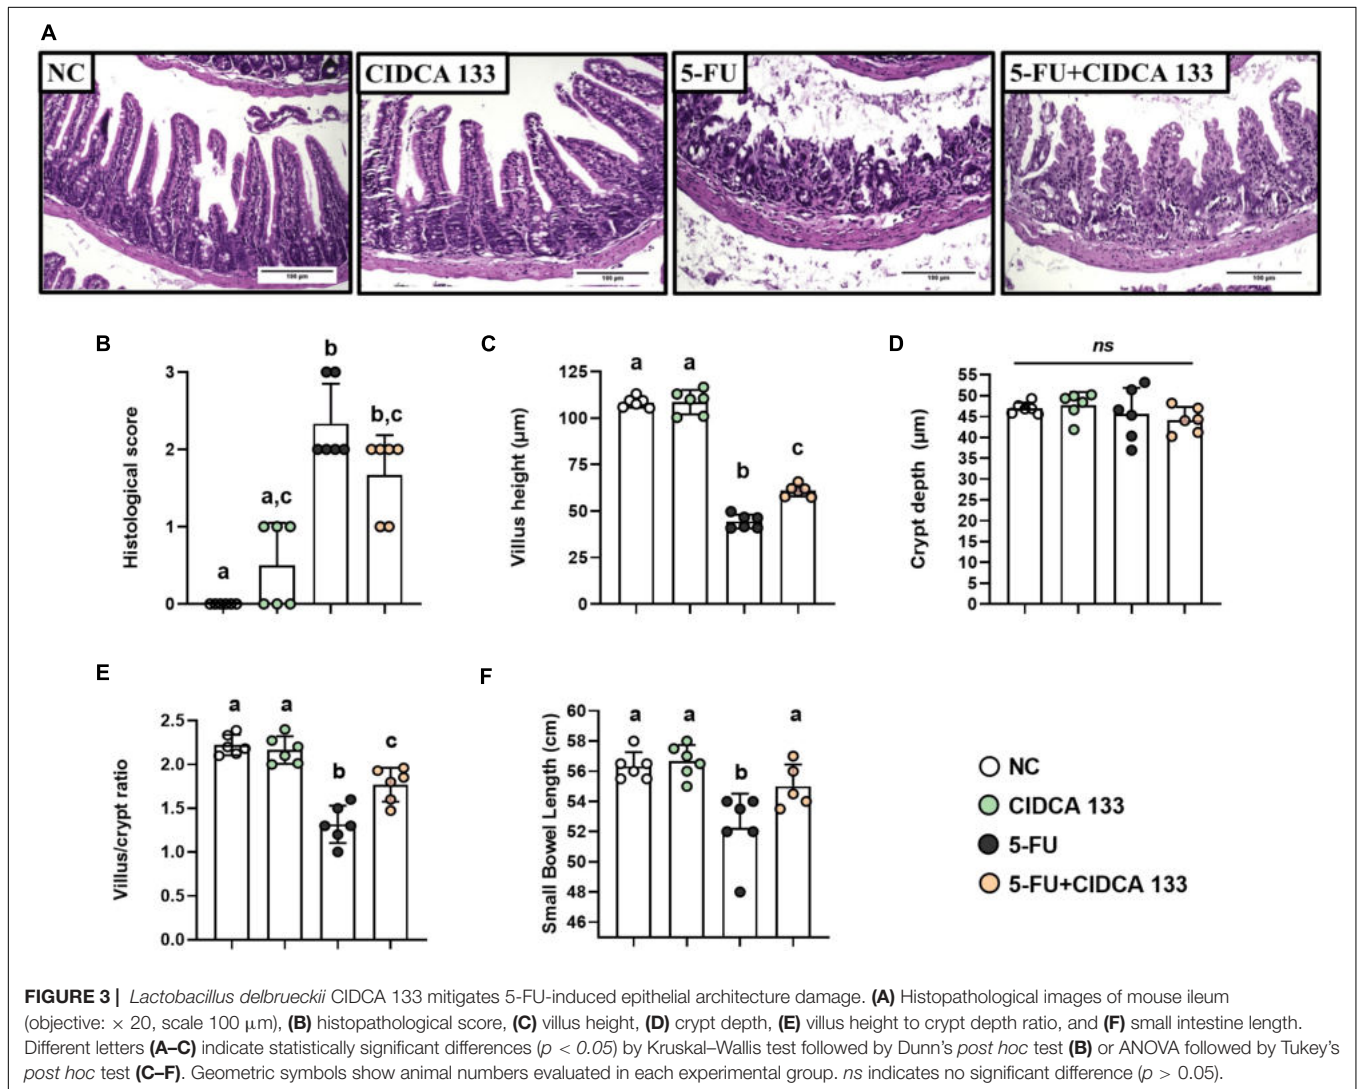 A
NC
CIDCA 133
5-FU
5-FU+CIDCA 133
100 µm
100 µm
100 µm
100 µm
B
Histological score
3
2
1
0
a
a,c
b
b,c
C
Villus height (µm)
125
100
75
50
25
0
a
a
b
c
D
Crypt depth (µm)
55
50
45
40
35
30
25
20
15
10
5
0
ns
E
Villus/crypt ratio
2.5
2.0
1.5
1.0
0.5
0.0
a
a
b
c
F
Small Bowel Length (cm)
60
58
56
54
52
50
48
46
a
a
b
a
NC
CIDCA 133
5-FU
5-FU+CIDCA 133
FIGURE 3 | Lactobacillus delbrueckii CIDCA 133 mitigates 5-FU-induced epithelial architecture damage. (A) Histopathological images of mouse ileum
(objective: × 20, scale 100 µm), (B) histopathological score, (C) villus height, (D) crypt depth, (E) villus height to crypt depth ratio, and (F) small intestine length.
Different letters (A–C) indicate statistically significant differences (p < 0.05) by Kruskal–Wallis test followed by Dunn's post hoc test (B) or ANOVA followed by Tukey's
post hoc test (C–F). Geometric symbols show animal numbers evaluated in each experimental group. ns indicates no significant difference (p > 0.05).